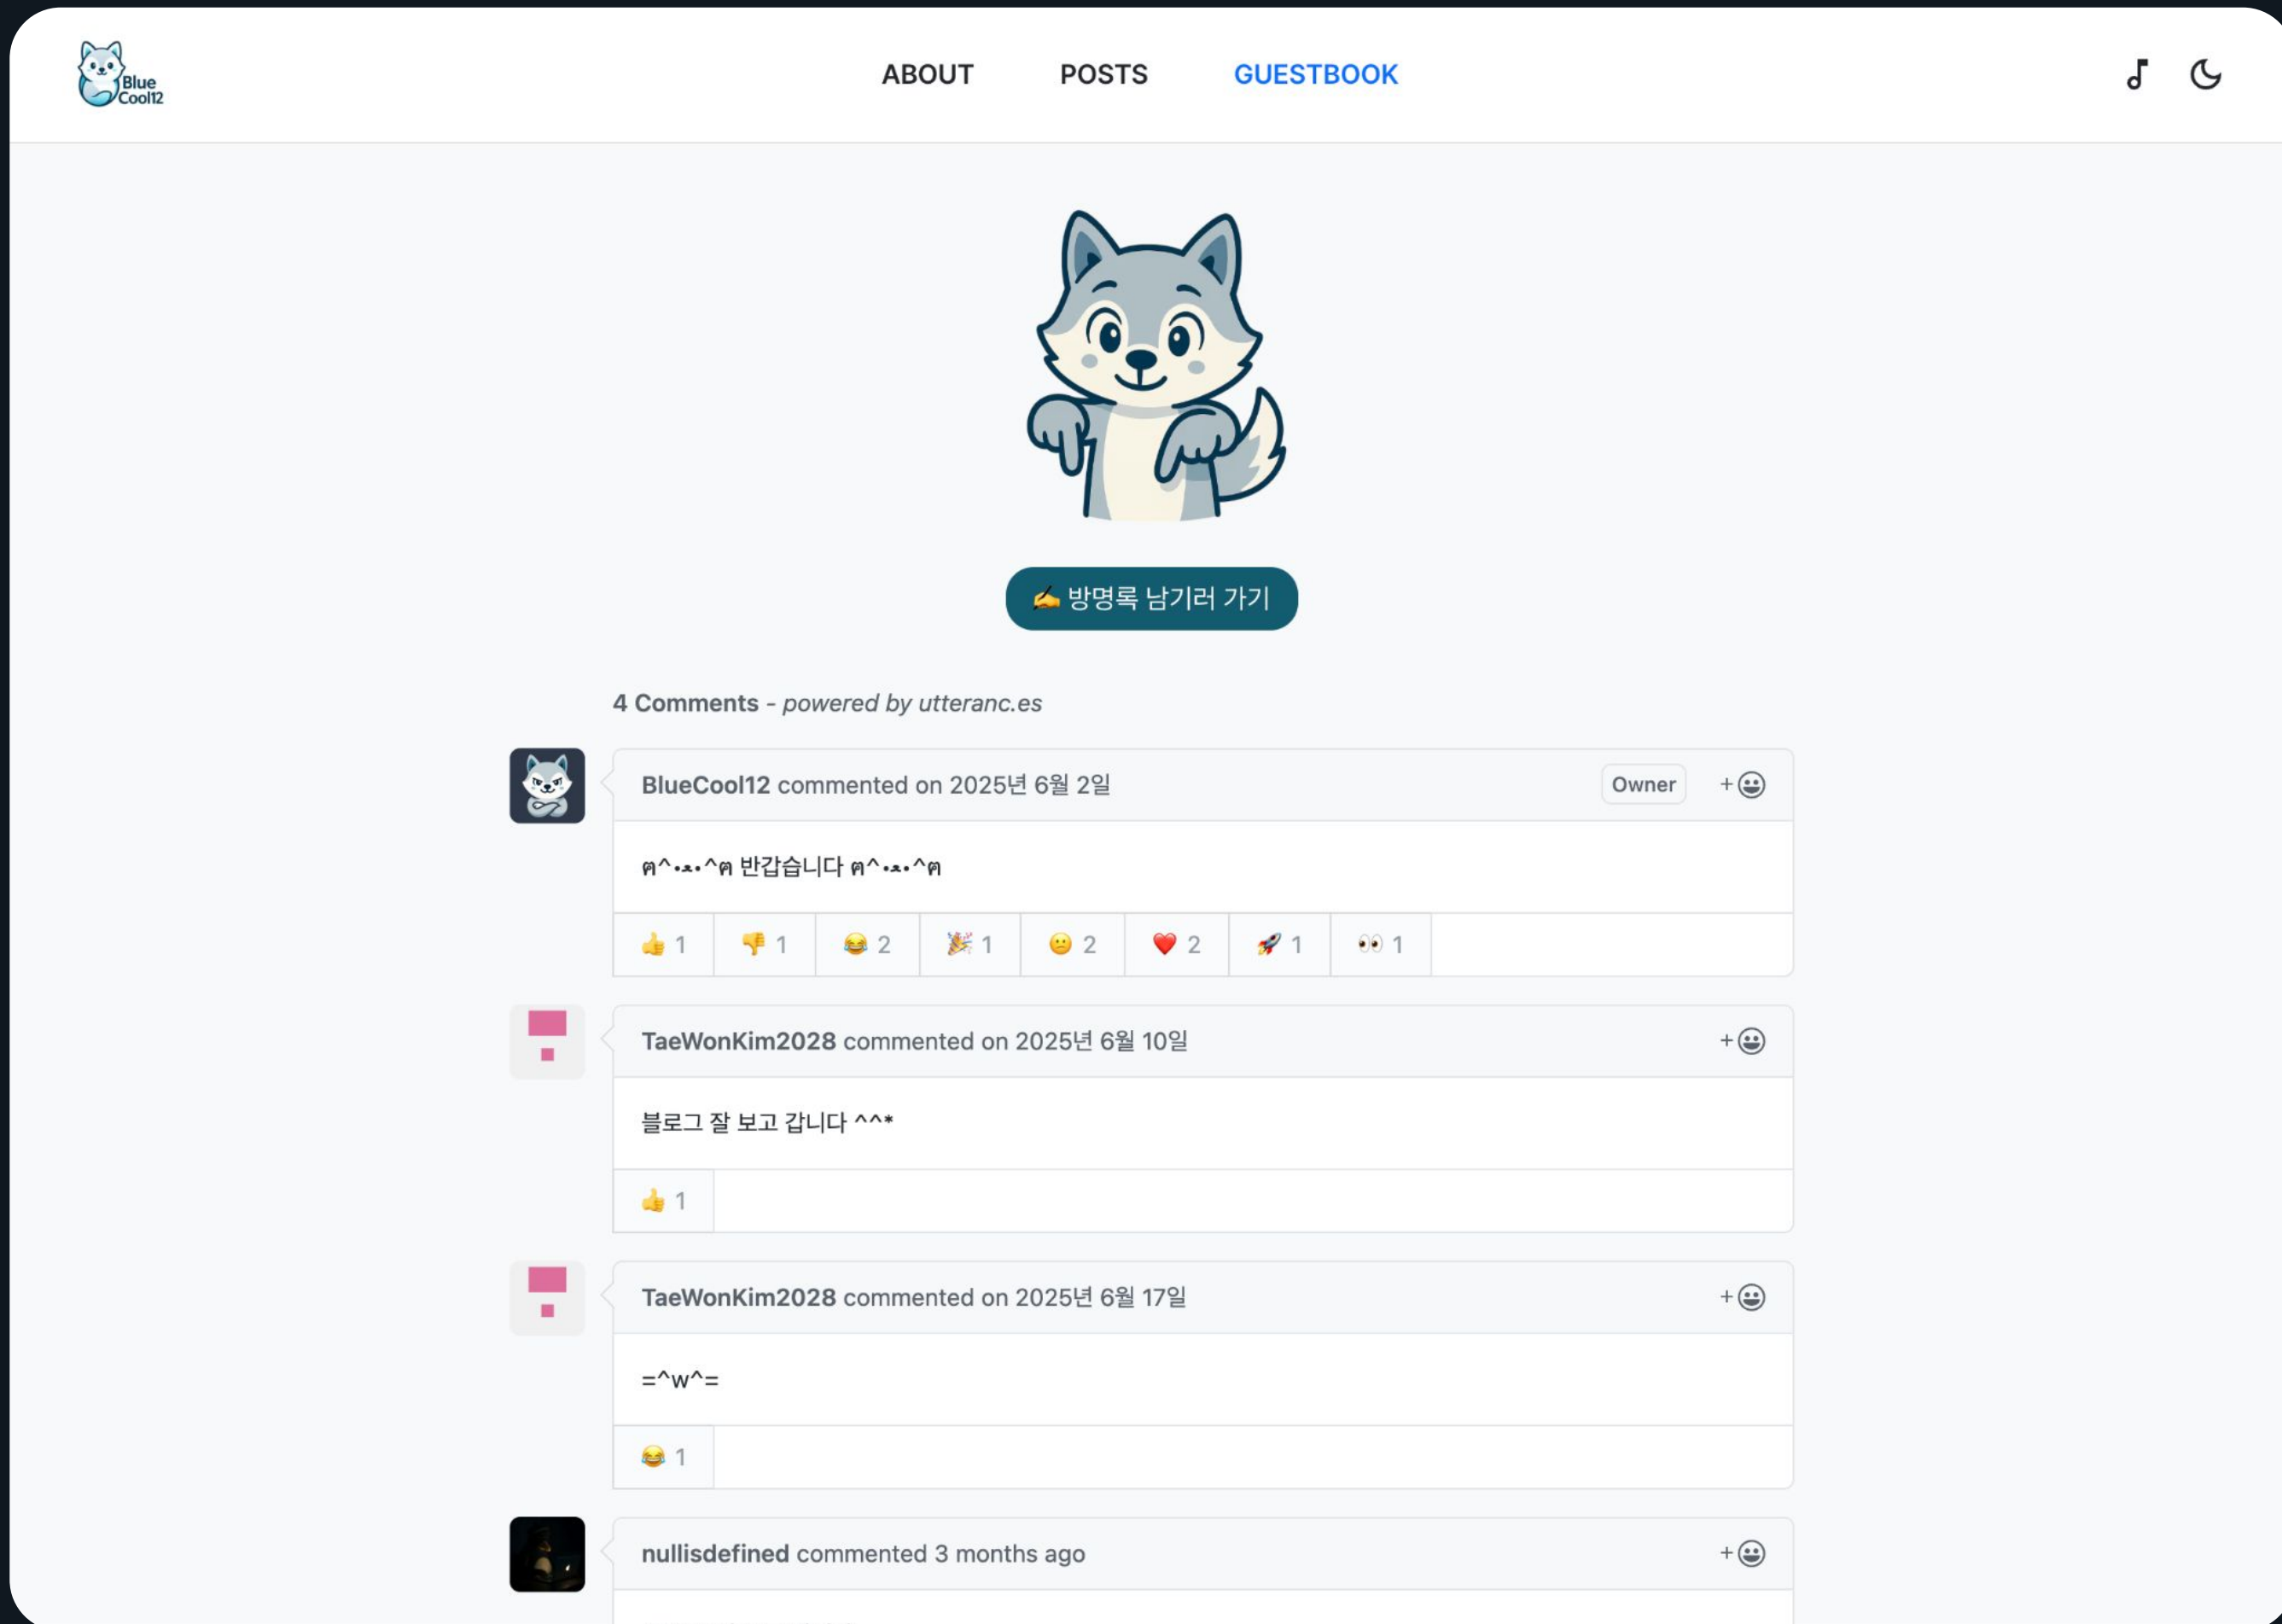 Blue
Cool12
ABOUT POSTS GUESTBOOK
✍️ 방명록 남기러 가기
4 Comments - powered by utteranc.es
BlueCool12 commented on 2025년 6월 2일 Owner +😀
ฅ^•ﻌ•^ฅ 반갑습니다 ฅ^•ﻌ•^ฅ
👍 1 👎 1 😂 2 🎉 1 😕 2 ❤️ 2 🚀 1 👀 1
TaeWonKim2028 commented on 2025년 6월 10일 +😀
블로그 잘 보고 갑니다 ^^*
👍 1
TaeWonKim2028 commented on 2025년 6월 17일 +😀
=^w^=
😂 1
nullisdefined commented 3 months ago +😀